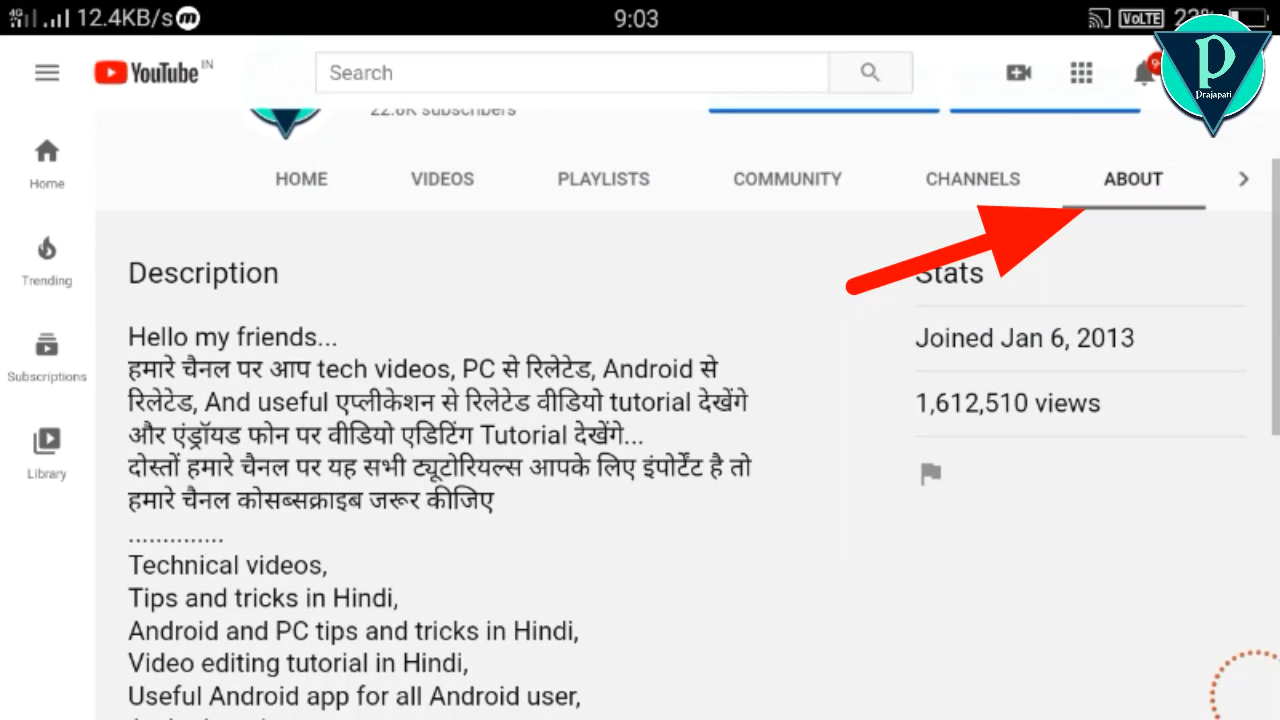 4G 12.4KB/s m 9:03 VoLTE
YouTube IN
Search
P
Prajapati
22.8K subscribers
HOME VIDEOS PLAYLISTS COMMUNITY CHANNELS ABOUT
Home
Trending
Subscriptions
Library
Description
Hello my friends...
हमारे चैनल पर आप tech videos, PC से रिलेटेड, Android से
रिलेटेड, And useful एप्लीकेशन से रिलेटेड वीडियो tutorial देखेंगे
और एंड्रॉयड फोन पर वीडियो एडिटिंग Tutorial देखेंगे...
दोस्तों हमारे चैनल पर यह सभी ट्यूटोरियल्स आपके लिए इंपोर्टेंट है तो
हमारे चैनल कोसब्सक्राइब जरूर कीजिए
..............
Technical videos,
Tips and tricks in Hindi,
Android and PC tips and tricks in Hindi,
Video editing tutorial in Hindi,
Useful Android app for all Android user,
Stats
Joined Jan 6, 2013
1,612,510 views